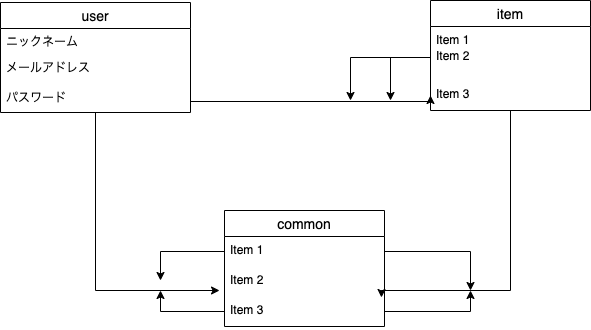 user
ニックネーム
メールアドレス
パスワード
item
Item 1
Item 2
Item 3
common
Item 1
Item 2
Item 3